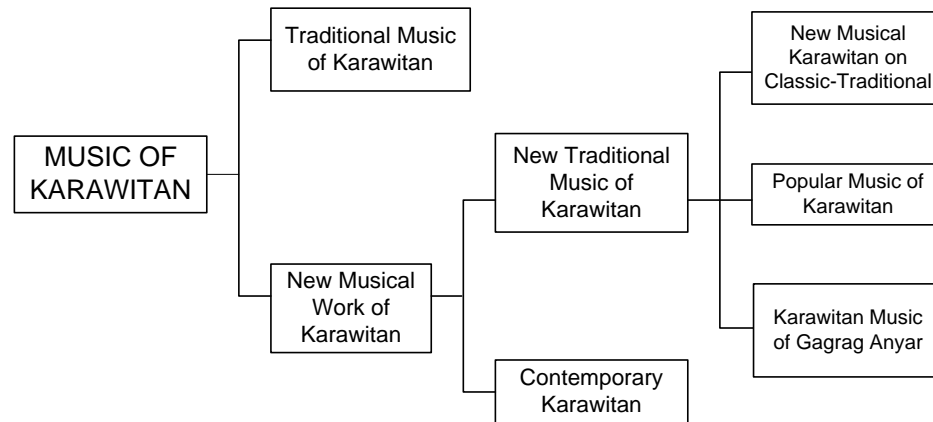 MUSIC OF
KARAWITAN
Traditional Music
of Karawitan
New Musical
Work of
Karawitan
New Traditional
Music of
Karawitan
Contemporary
Karawitan
New Musical
Karawitan on
Classic-Traditional
Popular Music of
Karawitan
Karawitan Music
of Gagrag Anyar